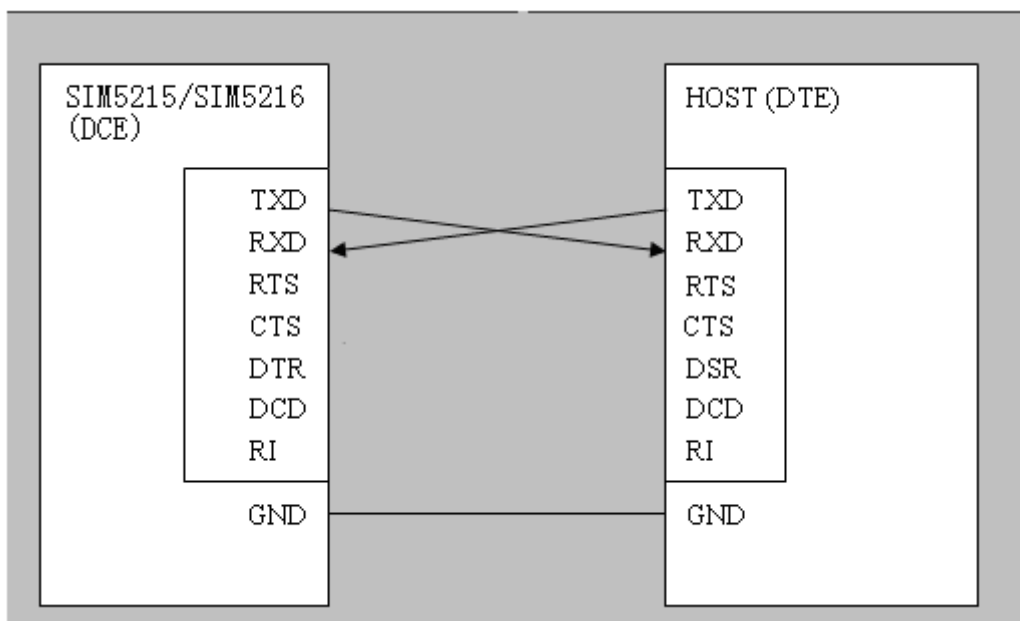 SIM5215/SIM5216
(DCE)
TXD
RXD
RTS
CTS
DTR
DCD
RI
GND
HOST (DTE)
TXD
RXD
RTS
CTS
DSR
DCD
RI
GND